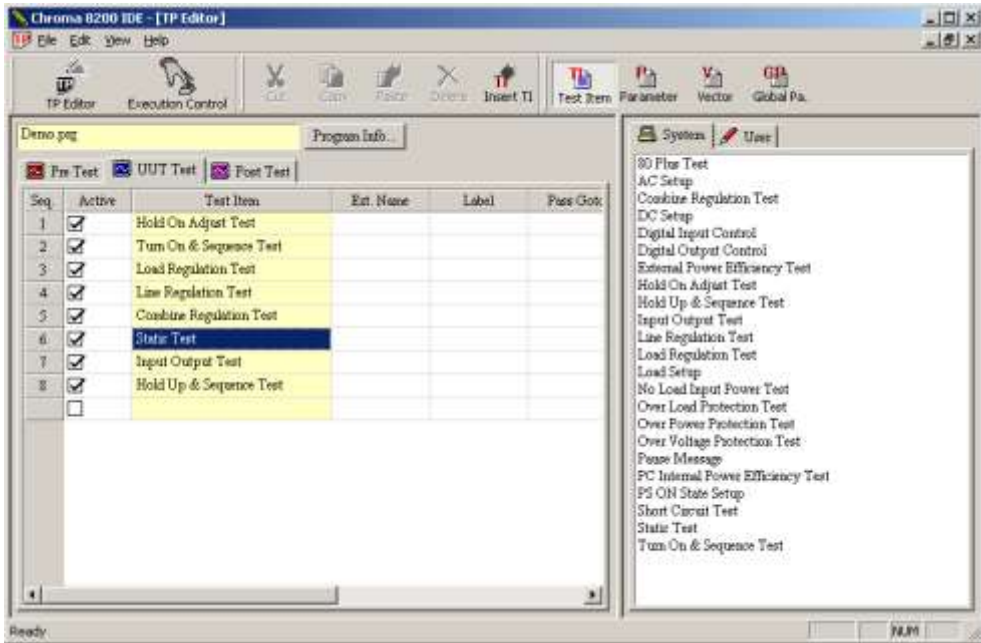 Chroma 8200 IDE - [TP Editor]
TP File Edit View Help
TP Editor
Execution Control
Cut
Copy
Paste
Delete
Insert TI
Test Item
Parameter
Vector
Global Pa.
Demo.prg
Program Info...
Pre Test UUT Test Post Test
Seq. Active Test Item Ext. Name Label Pass Goto
1 Hold On Adjust Test
2 Turn On & Sequence Test
3 Load Regulation Test
4 Line Regulation Test
5 Combine Regulation Test
6 Static Test
7 Input Output Test
8 Hold Up & Sequence Test
System User
80 Plus Test
AC Setup
Combine Regulation Test
DC Setup
Digital Input Control
Digital Output Control
External Power Efficiency Test
Hold On Adjust Test
Hold Up & Sequence Test
Input Output Test
Line Regulation Test
Load Regulation Test
Load Setup
No Load Input Power Test
Over Load Protection Test
Over Power Protection Test
Over Voltage Protection Test
Pause Message
PC Internal Power Efficiency Test
PS ON State Setup
Short Circuit Test
Static Test
Turn On & Sequence Test
Ready
NUM